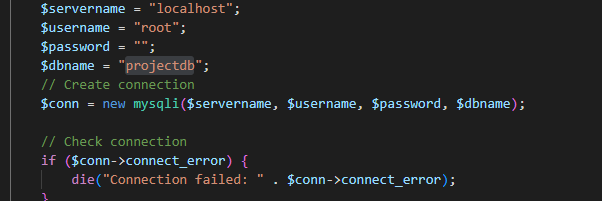 $servername = "localhost";
$username = "root";
$password = "";
$dbname = "projectdb";
// Create connection
$conn = new mysqli($servername, $username, $password, $dbname);
// Check connection
if ($conn->connect_error) {
die("Connection failed: " . $conn->connect_error);
}